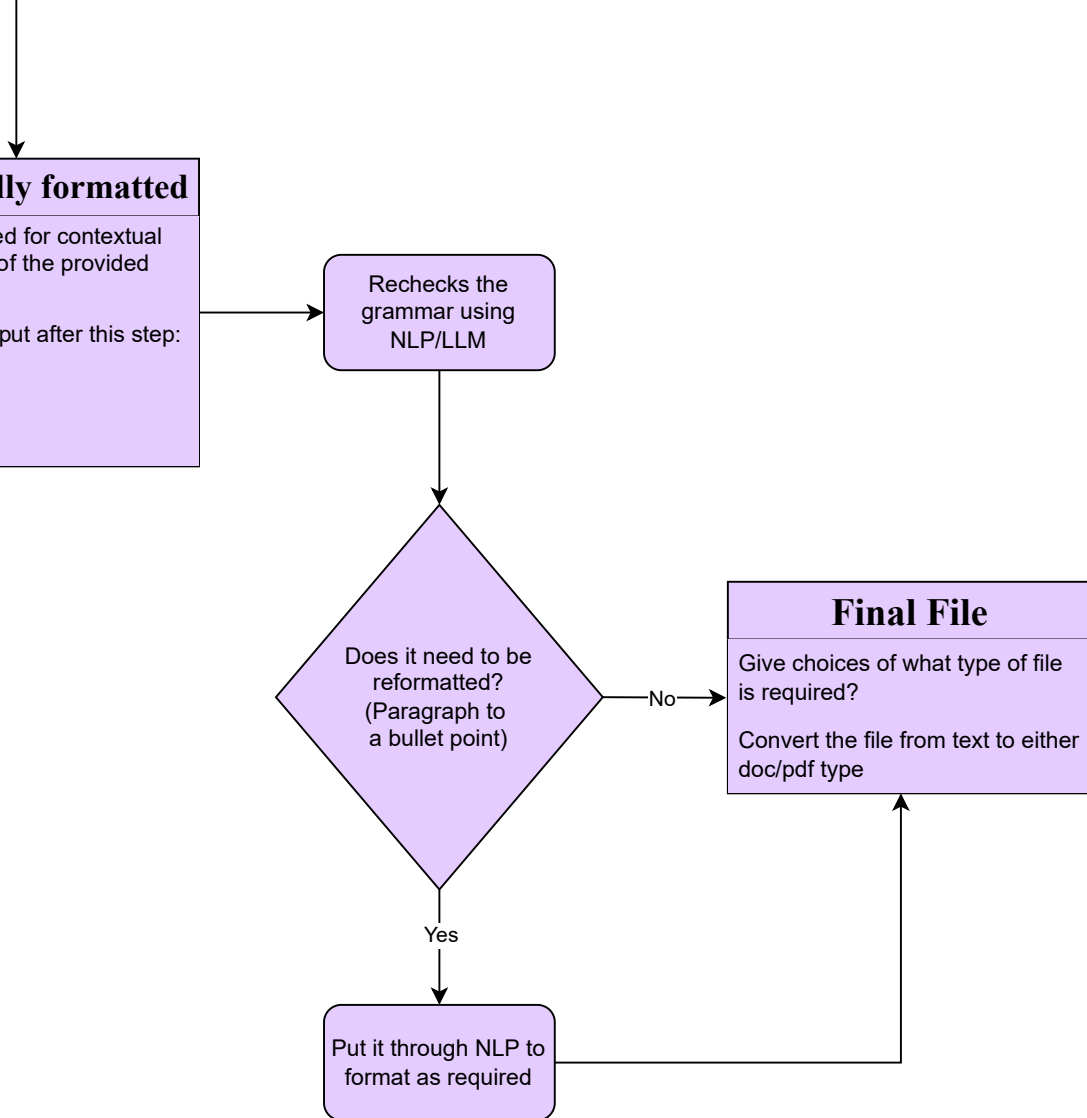 lly formatted
ed for contextual
of the provided
put after this step:
Rechecks the
grammar using
NLP/LLM
Does it need to be
reformatted?
(Paragraph to
a bullet point)
No
Final File
Give choices of what type of file
is required?
Convert the file from text to either
doc/pdf type
Yes
Put it through NLP to
format as required